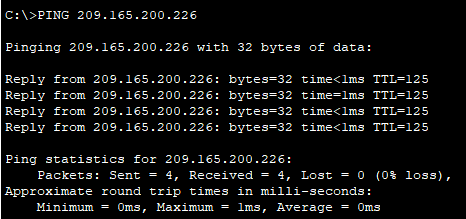 C:\>PING 209.165.200.226
Pinging 209.165.200.226 with 32 bytes of data:
Reply from 209.165.200.226: bytes=32 time<1ms TTL=125
Reply from 209.165.200.226: bytes=32 time=1ms TTL=125
Reply from 209.165.200.226: bytes=32 time<1ms TTL=125
Reply from 209.165.200.226: bytes=32 time<1ms TTL=125
Ping statistics for 209.165.200.226:
Packets: Sent = 4, Received = 4, Lost = 0 (0% loss),
Approximate round trip times in milli-seconds:
Minimum = 0ms, Maximum = 1ms, Average = 0ms